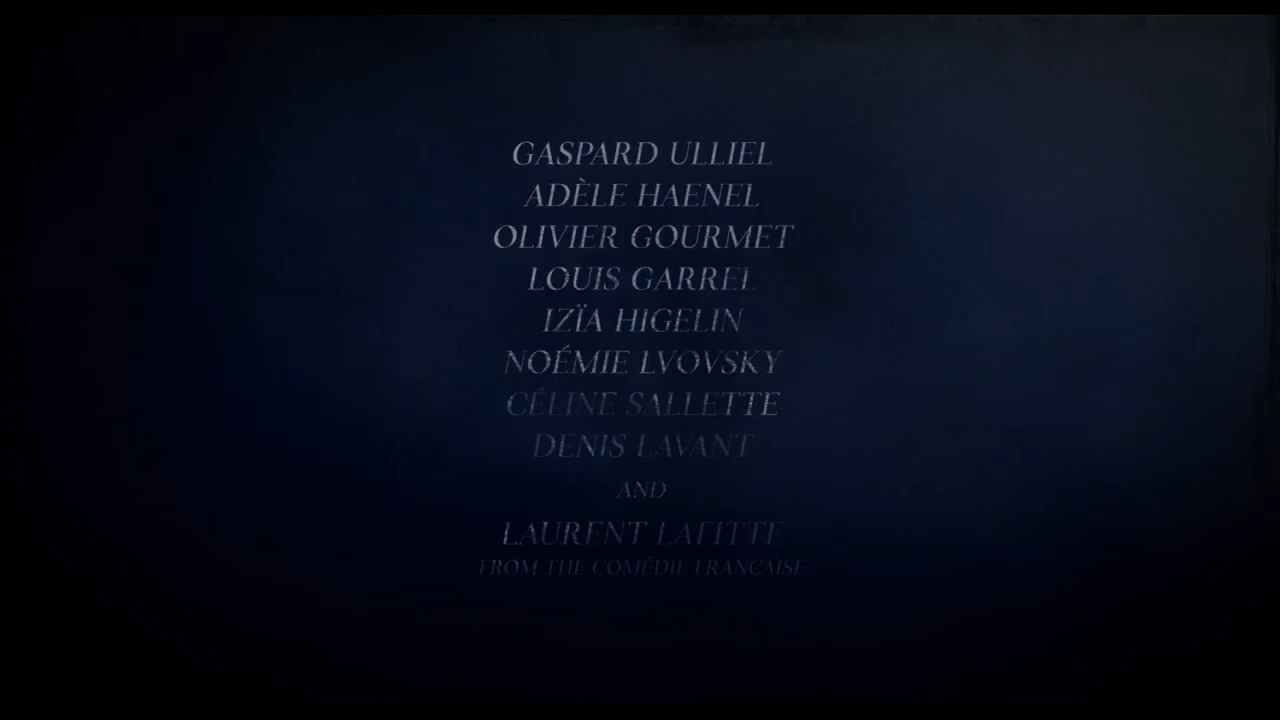 GASPARD ULLIEL
ADÈLE HAENEL
OLIVIER GOURMET
LOUIS GARREL
IZÏA HIGELIN
NOÉMIE LVOVSKY
CÉLINE SALLETTE
DENIS LAVANT
AND
LAURENT LAFITTE
FROM THE COMÉDIE FRANÇAISE